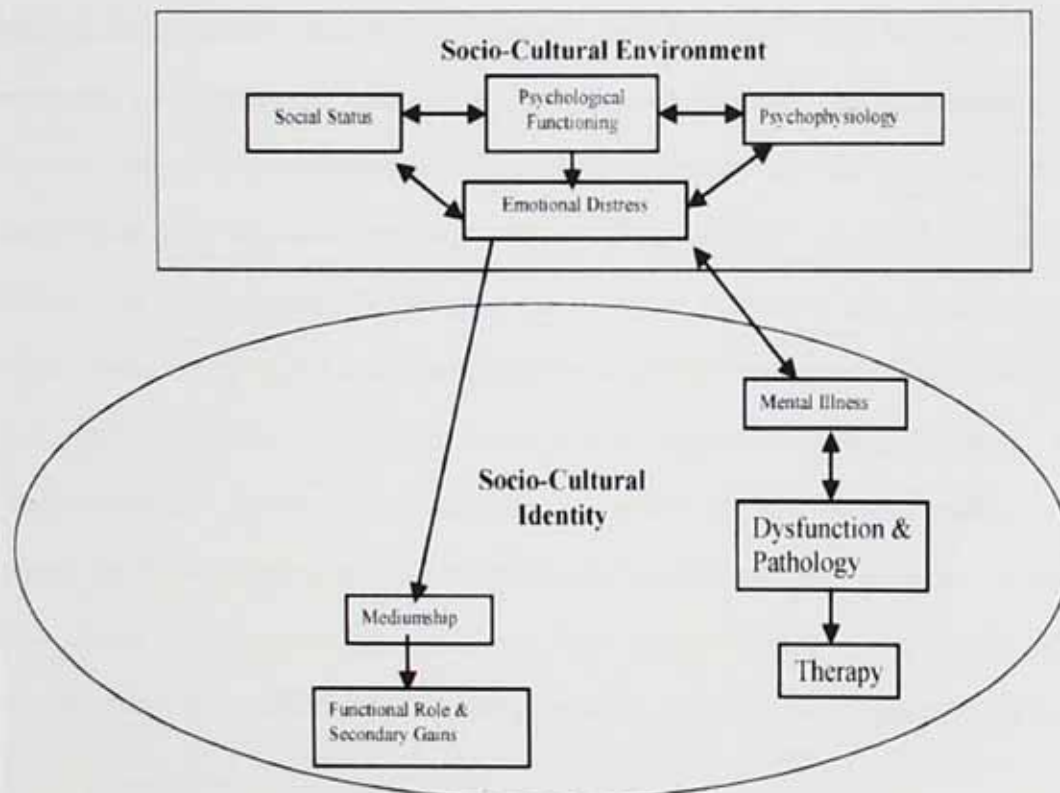 Socio-Cultural Environment
Social Status
Psychological
Functioning
Psychophysiology
Emotional Distress
Mental Illness
Socio-Cultural
Identity
Dysfunction &
Pathology
Mediumship
Therapy
Functional Role &
Secondary Gains